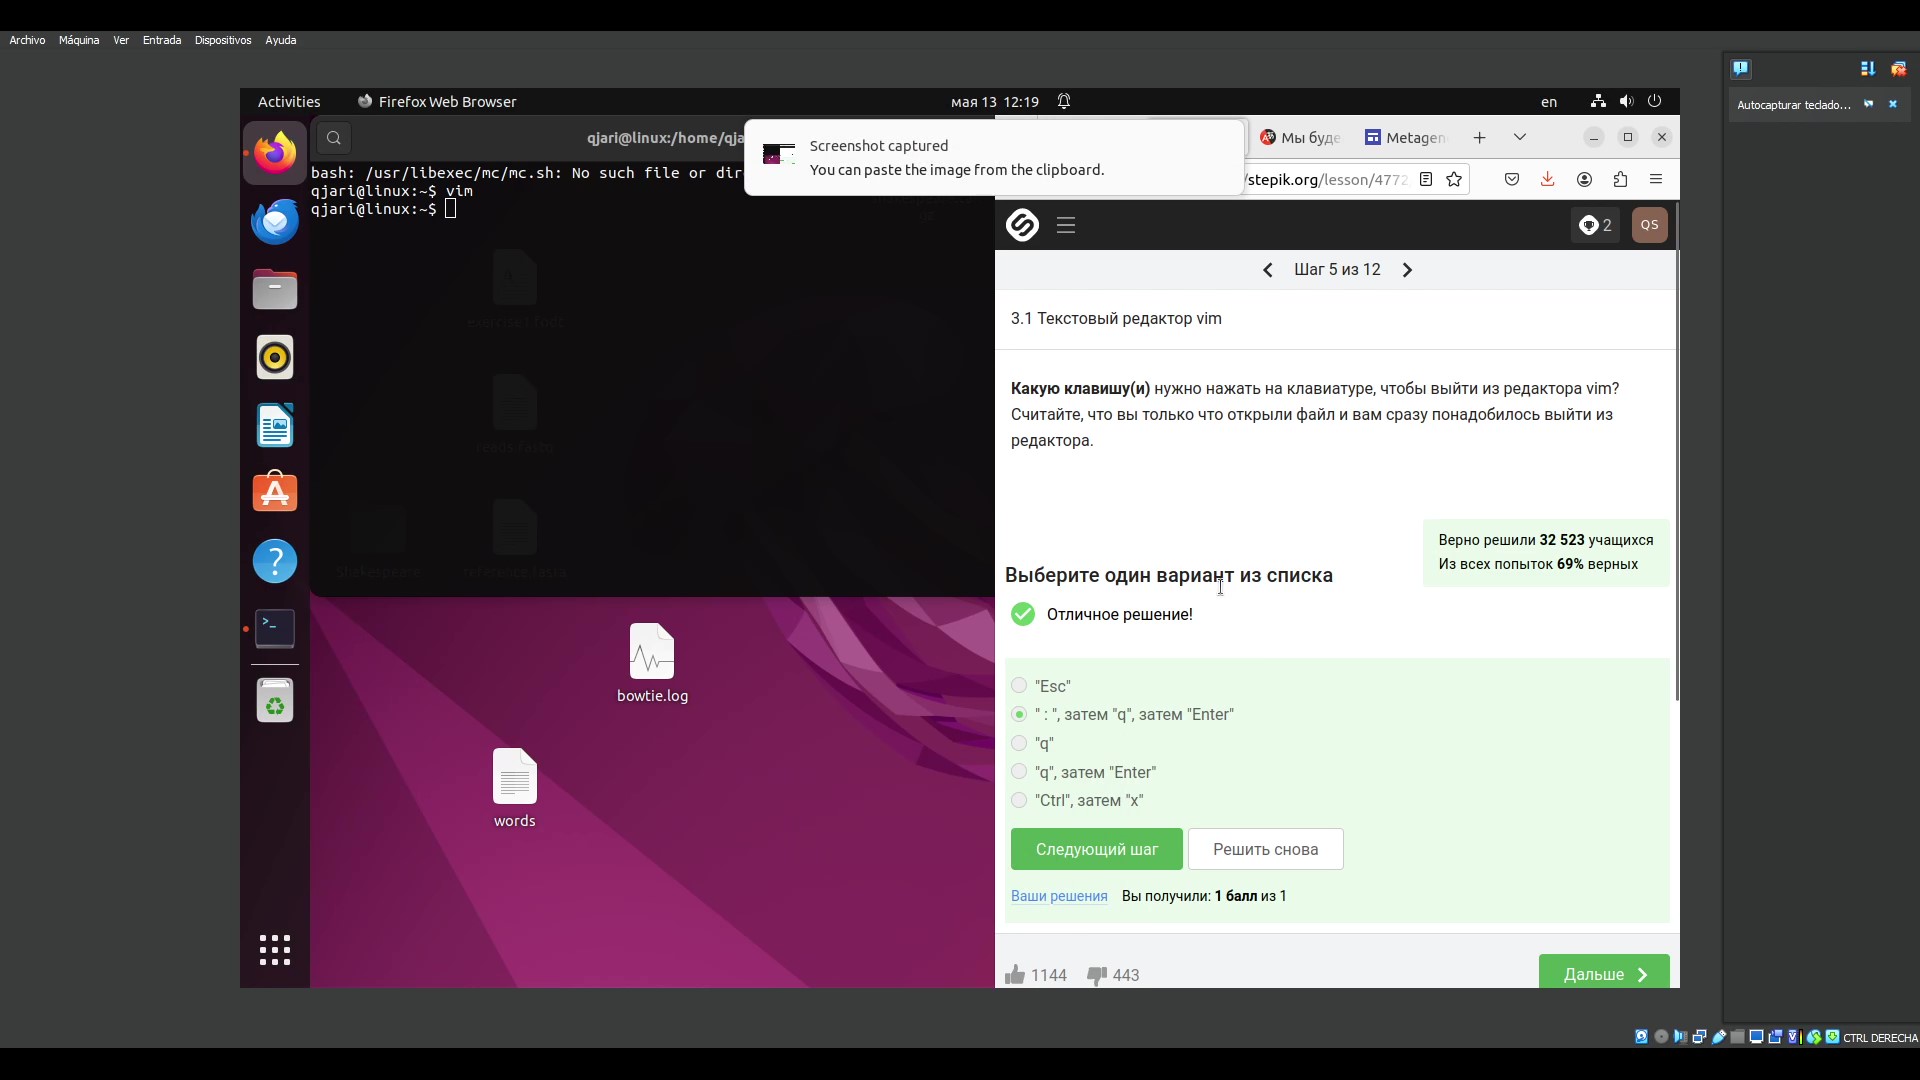 Archivo Máquina Ver Entrada Dispositivos Ayuda
Autocapturar teclado...
Activities Firefox Web Browser мая 13 12:19 en
qjari@linux:/home/qja
Screenshot captured
You can paste the image from the clipboard.
Мы буде Metagen
stepik.org/lesson/4772
bash: /usr/libexec/mc/mc.sh: No such file or dire
qjari@linux:~$ vim
qjari@linux:~$
2 QS
Шаг 5 из 12
3.1 Текстовый редактор vim
Какую клавишу(и) нужно нажать на клавиатуре, чтобы выйти из редактора vim?
Считайте, что вы только что открыли файл и вам сразу понадобилось выйти из
редактора.
Верно решили 32 523 учащихся
Из всех попыток 69% верных
Выберите один вариант из списка
Отличное решение!
"Esc"
" : ", затем "q", затем "Enter"
"q"
"q", затем "Enter"
"Ctrl", затем "x"
Следующий шаг Решить снова
Ваши решения Вы получили: 1 балл из 1
1144 443 Дальше
reads.fastq
Shakespeare reference.fasta
bowtie.log
words
CTRL DERECHA